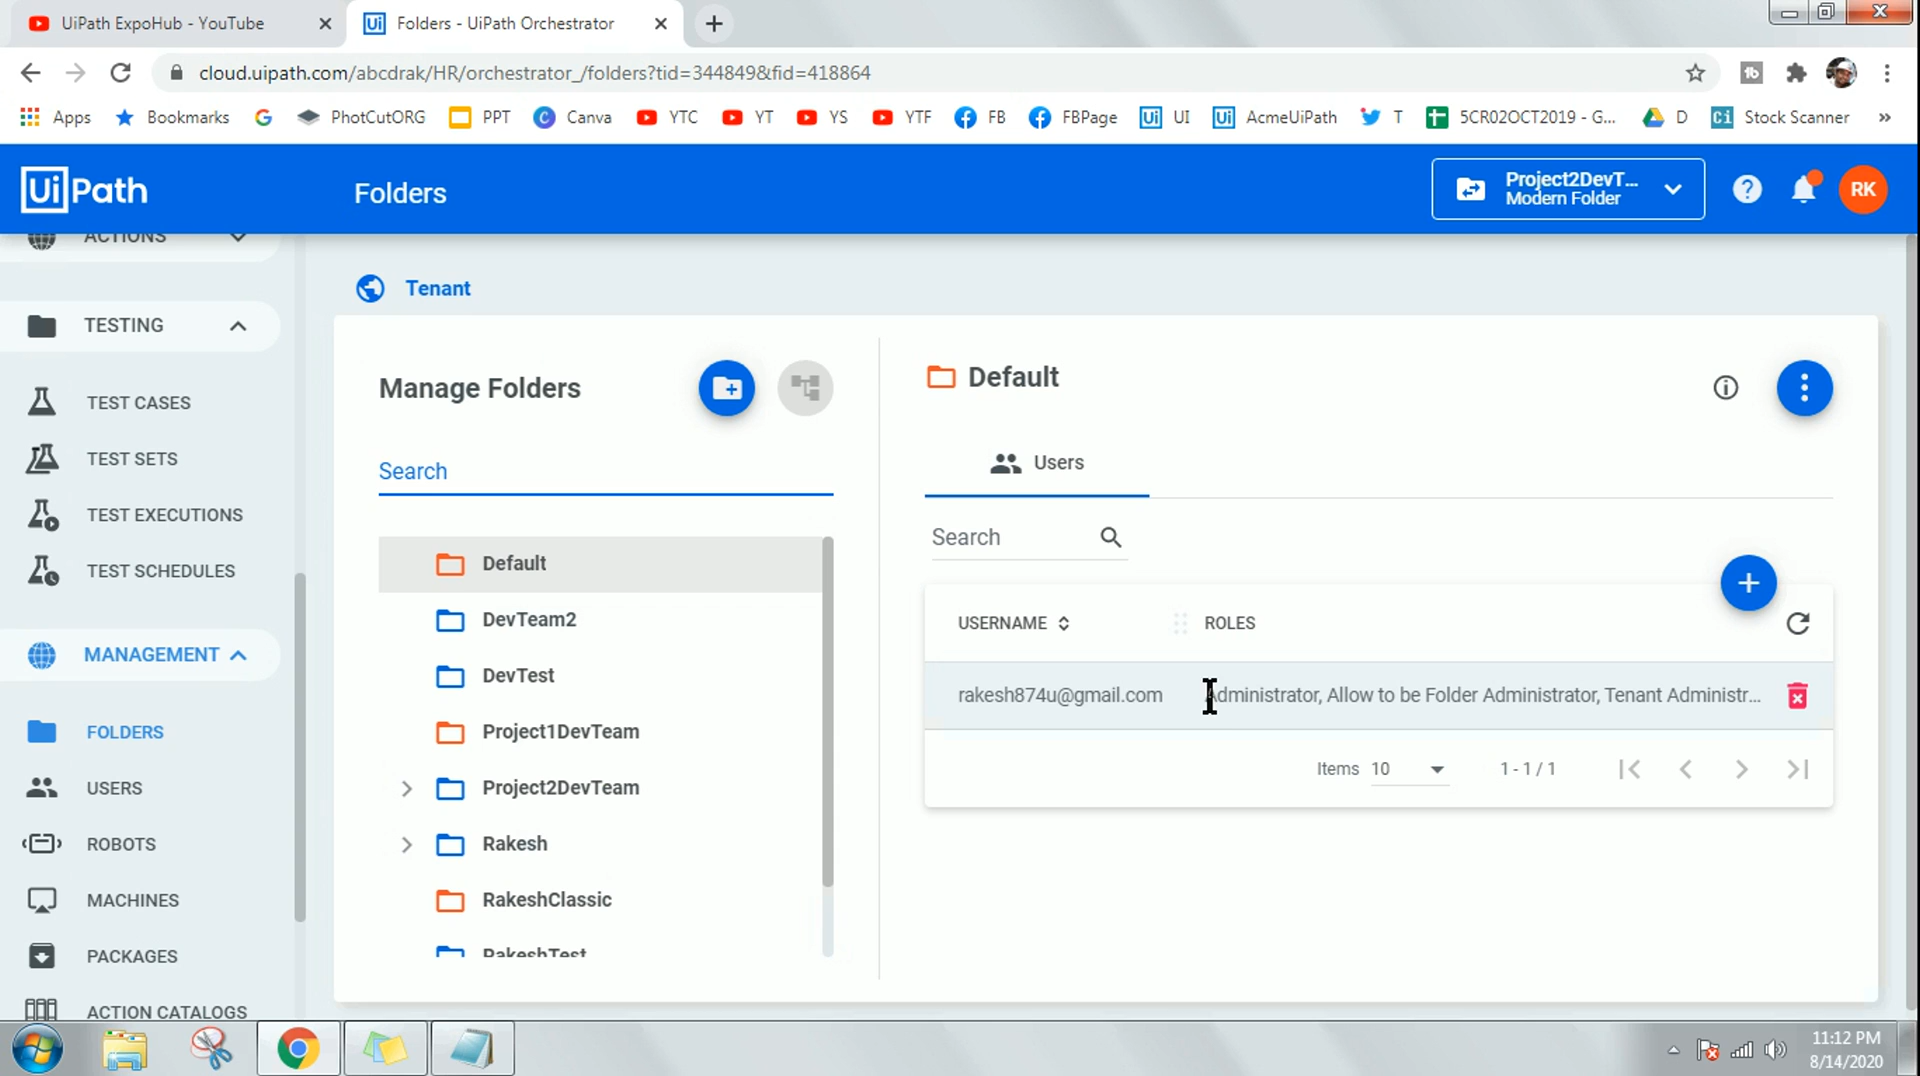 UiPath ExpoHub - YouTube
Folders - UiPath Orchestrator
cloud.uipath.com/abcdrak/HR/orchestrator_/folders?tid=344849&fid=418864
Apps Bookmarks PhotCutORG PPT Canva YTC YT YS YTF FB FBPage UI AcmeUiPath T 5CR02OCT2019 - G... D Stock Scanner »
UiPath
Folders
Project2DevT...
Modern Folder
RK
ACTIONS
TESTING
TEST CASES
TEST SETS
TEST EXECUTIONS
TEST SCHEDULES
MANAGEMENT
FOLDERS
USERS
ROBOTS
MACHINES
PACKAGES
ACTION CATALOGS
Tenant
Manage Folders
Search
Default
DevTeam2
DevTest
Project1DevTeam
Project2DevTeam
Rakesh
RakeshClassic
RakeshTest
Default
Users
Search
USERNAME ROLES
rakesh874u@gmail.com Administrator, Allow to be Folder Administrator, Tenant Administr...
Items 10 1 - 1 / 1
11:12 PM
8/14/2020